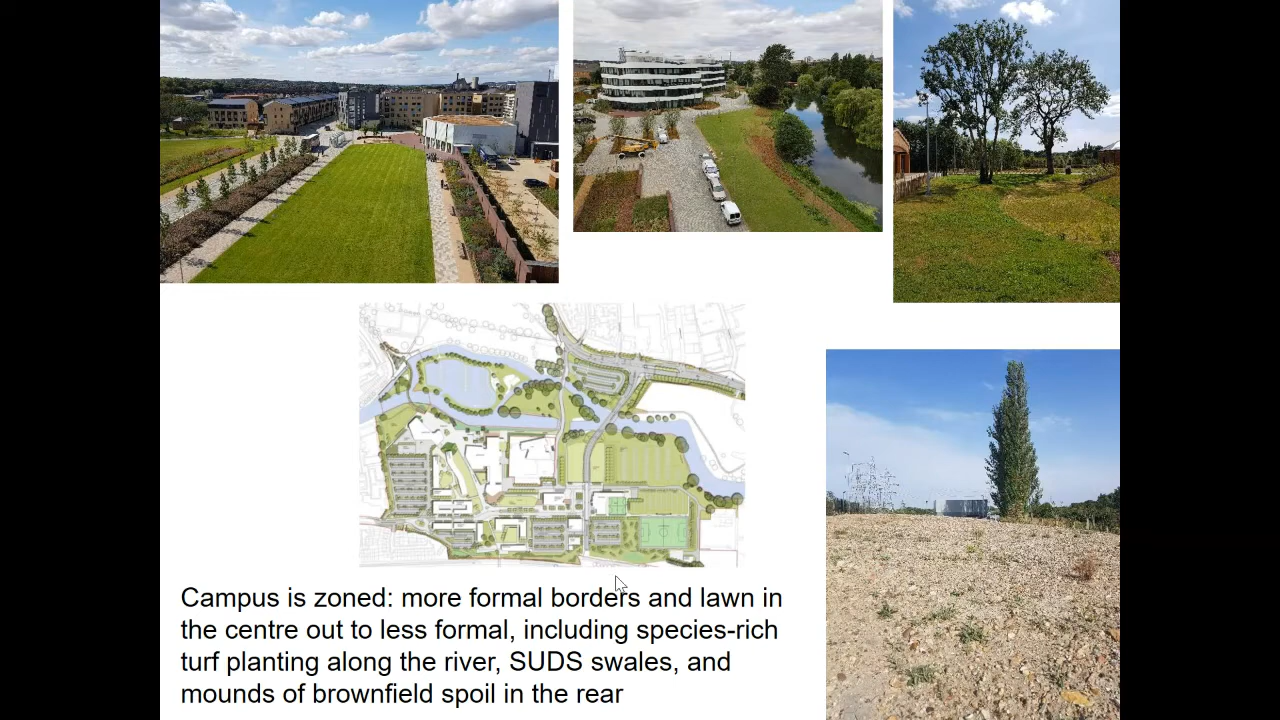 Campus is zoned: more formal borders and lawn in
the centre out to less formal, including species-rich
turf planting along the river, SUDS swales, and
mounds of brownfield spoil in the rear